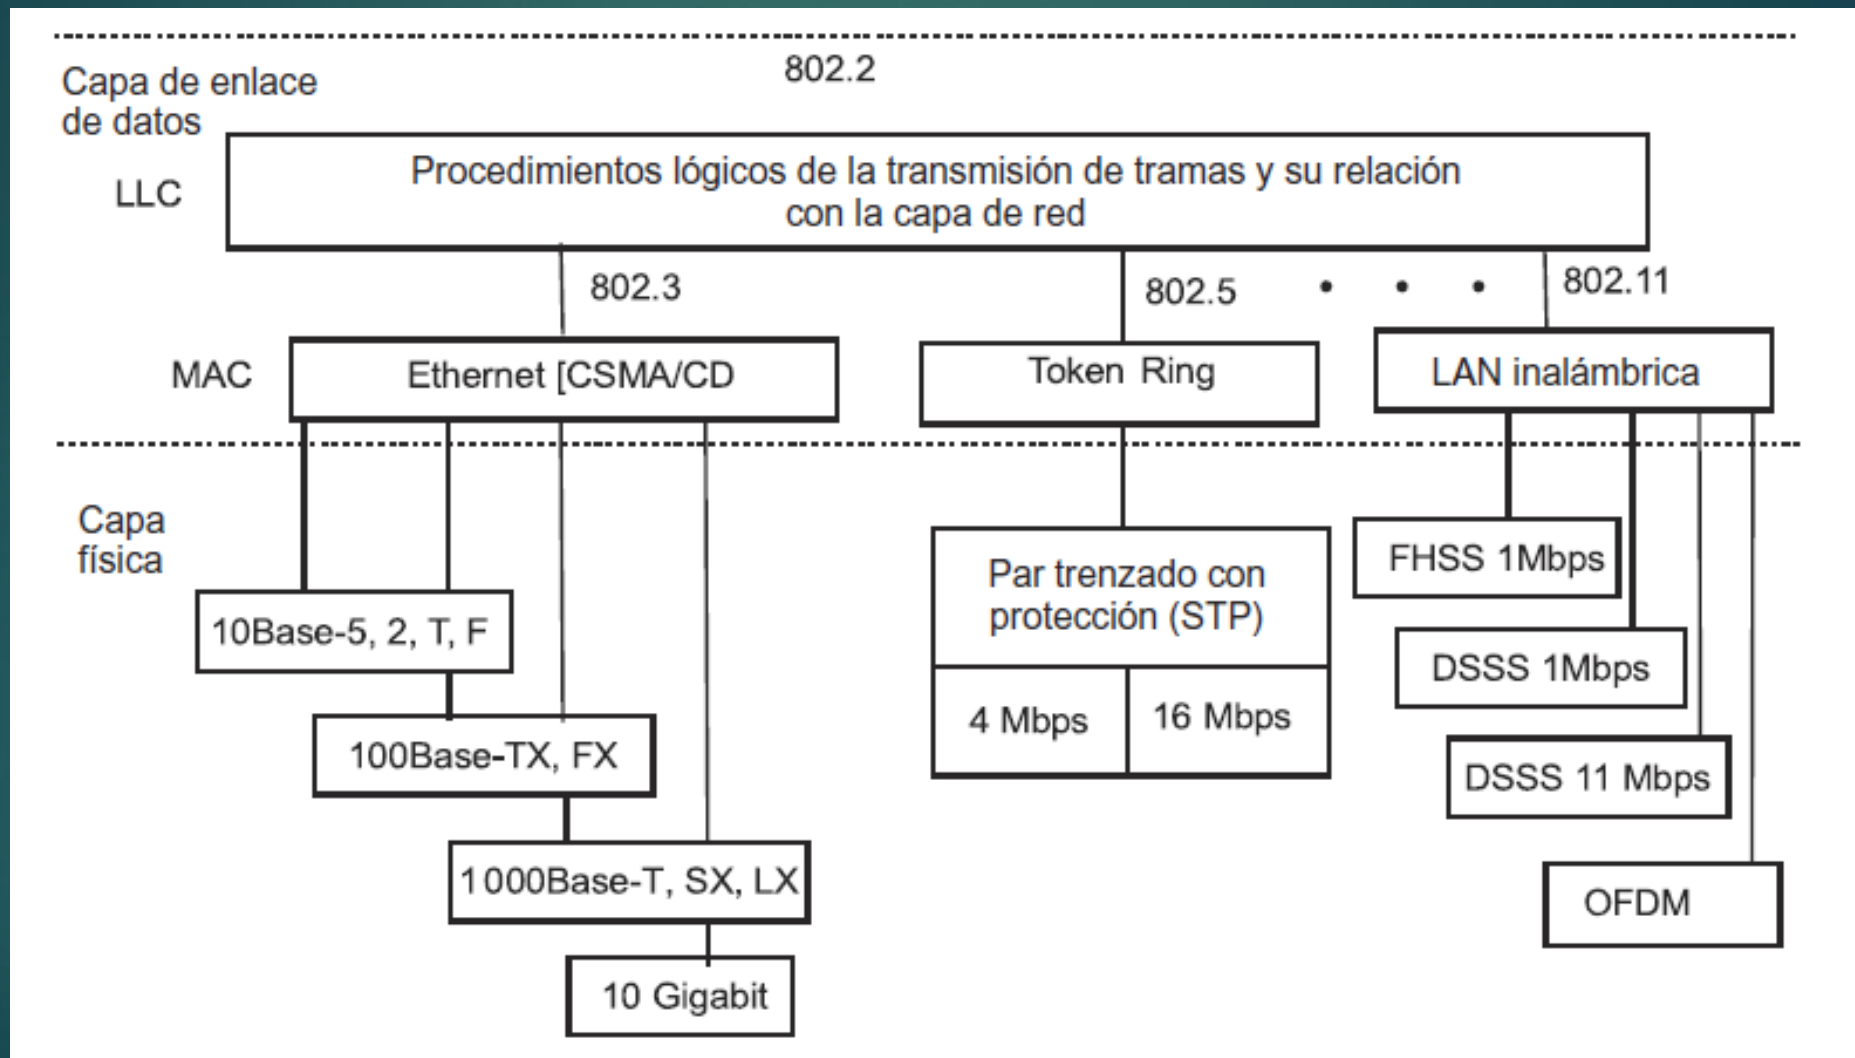 802.2
Capa de enlace
de datos
LLC
Procedimientos lógicos de la transmisión de tramas y su relación
con la capa de red
802.3
802.5
802.11
MAC
Ethernet [CSMA/CD
Token Ring
LAN inalámbrica
Capa
física
10Base-5, 2, T, F
100Base-TX, FX
1000Base-T, SX, LX
10 Gigabit
Par trenzado con
protección (STP)
4 Mbps
16 Mbps
FHSS 1Mbps
DSSS 1Mbps
DSSS 11 Mbps
OFDM